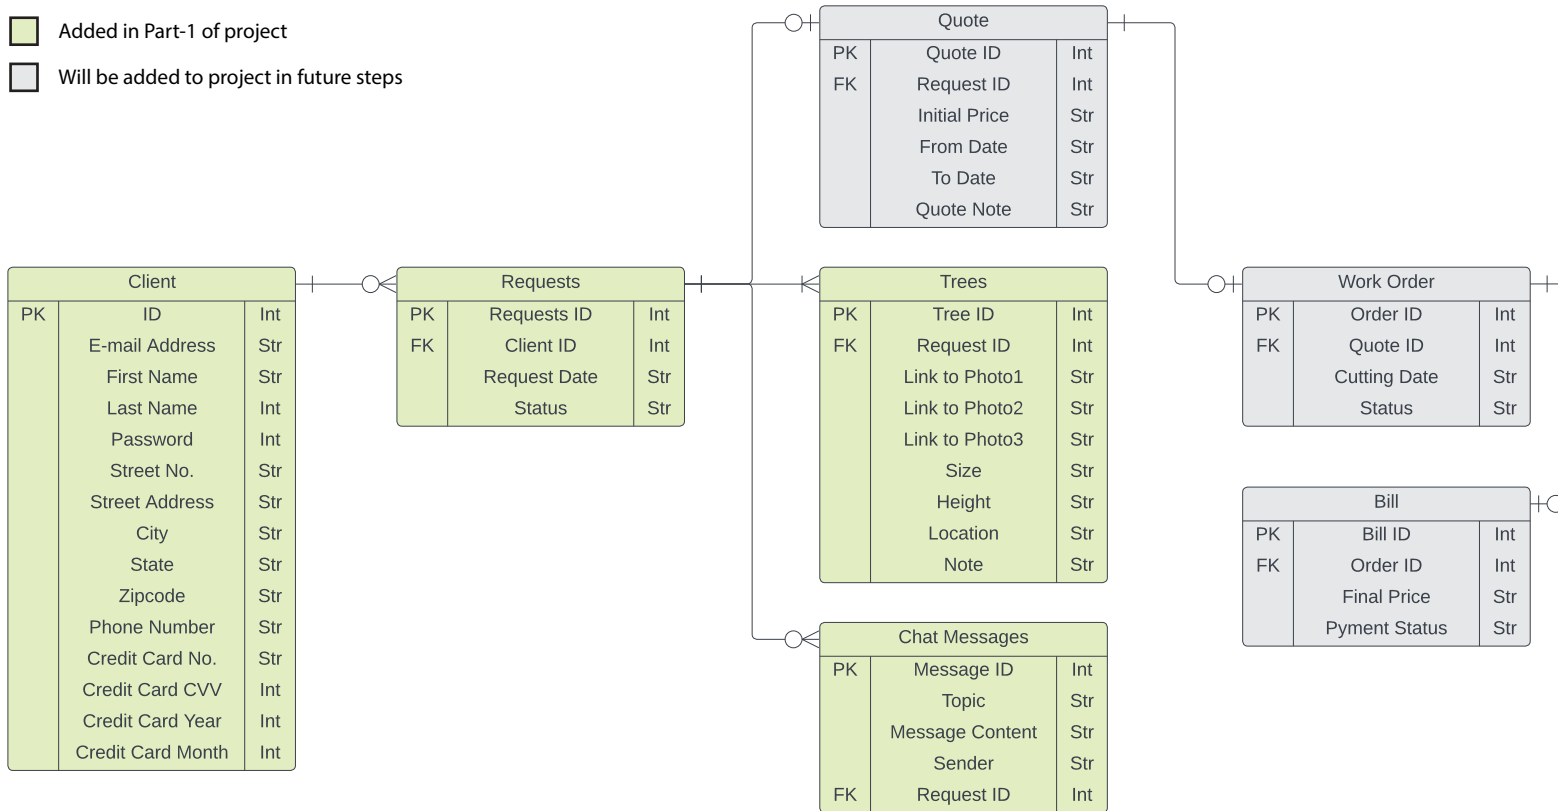 Added in Part-1 of project
Will be added to project in future steps
Quote
PK Quote ID Int
FK Request ID Int
Initial Price Str
From Date Str
To Date Str
Quote Note Str
Client
PK ID Int
E-mail Address Str
First Name Str
Last Name Int
Password Int
Street No. Str
Street Address Str
City Str
State Str
Zipcode Str
Phone Number Str
Credit Card No. Str
Credit Card CVV Int
Credit Card Year Int
Credit Card Month Int
Requests
PK Requests ID Int
FK Client ID Int
Request Date Str
Status Str
Trees
PK Tree ID Int
FK Request ID Int
Link to Photo1 Str
Link to Photo2 Str
Link to Photo3 Str
Size Str
Height Str
Location Str
Note Str
Chat Messages
PK Message ID Int
Topic Str
Message Content Str
Sender Str
FK Request ID Int
Work Order
PK Order ID Int
FK Quote ID Int
Cutting Date Str
Status Str
Bill
PK Bill ID Int
FK Order ID Int
Final Price Str
Pyment Status Str